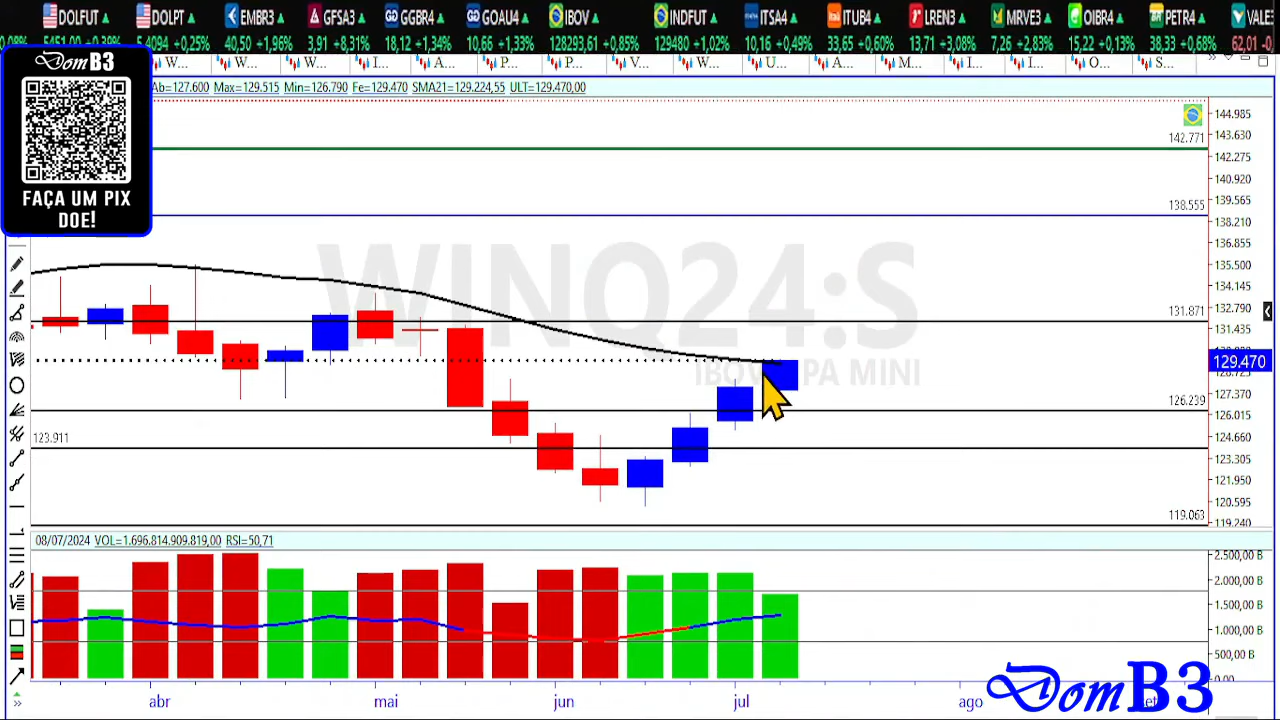 DOLFUT DOLPT EMBR3 GFSA3 GGBR4 GOAU4 IBOV INDFUT ITSA4 ITUB4 LREN3 MRVE3 OIBR4 PETR4 VALE3
0,08% 5451,00 +0,39% 5.4094 +0,25% 40,50 +1,96% 3,91 +8,31% 18,12 +1,34% 10,66 +1,33% 128293,61 +0,85% 129480 +1,02% 10,16 +0,49% 33,65 +0,60% 13,71 +3,08% 7,26 +2,83% 15,22 +0,13% 38,33 +0,68% 62,01 -0
DomB3
W... W... W... I... A... P... P... V... W... U... A... M... I... I... O... S...
Ab=127.600 Max=129.515 Min=126.790 Fe=129.470 SMA21=129.224,55 ULT=129.470,00
FAÇA UM PIX
DOE!
144.985
143.630
142.771
142.275
140.920
139.565
138.555
138.210
136.855
135.500
134.145
132.790
131.871
131.435
129.470
127.370
126.239
126.015
124.660
123.911
123.305
121.950
120.595
119.063
119.240
WINQ24:S
08/07/2024 VOL=1.696.814.909.819,00 RSI=50,71
2.500,00 B
2.000,00 B
1.500,00 B
1.000,00 B
500,00 B
0,00
abr mai jun jul ago
DomB3